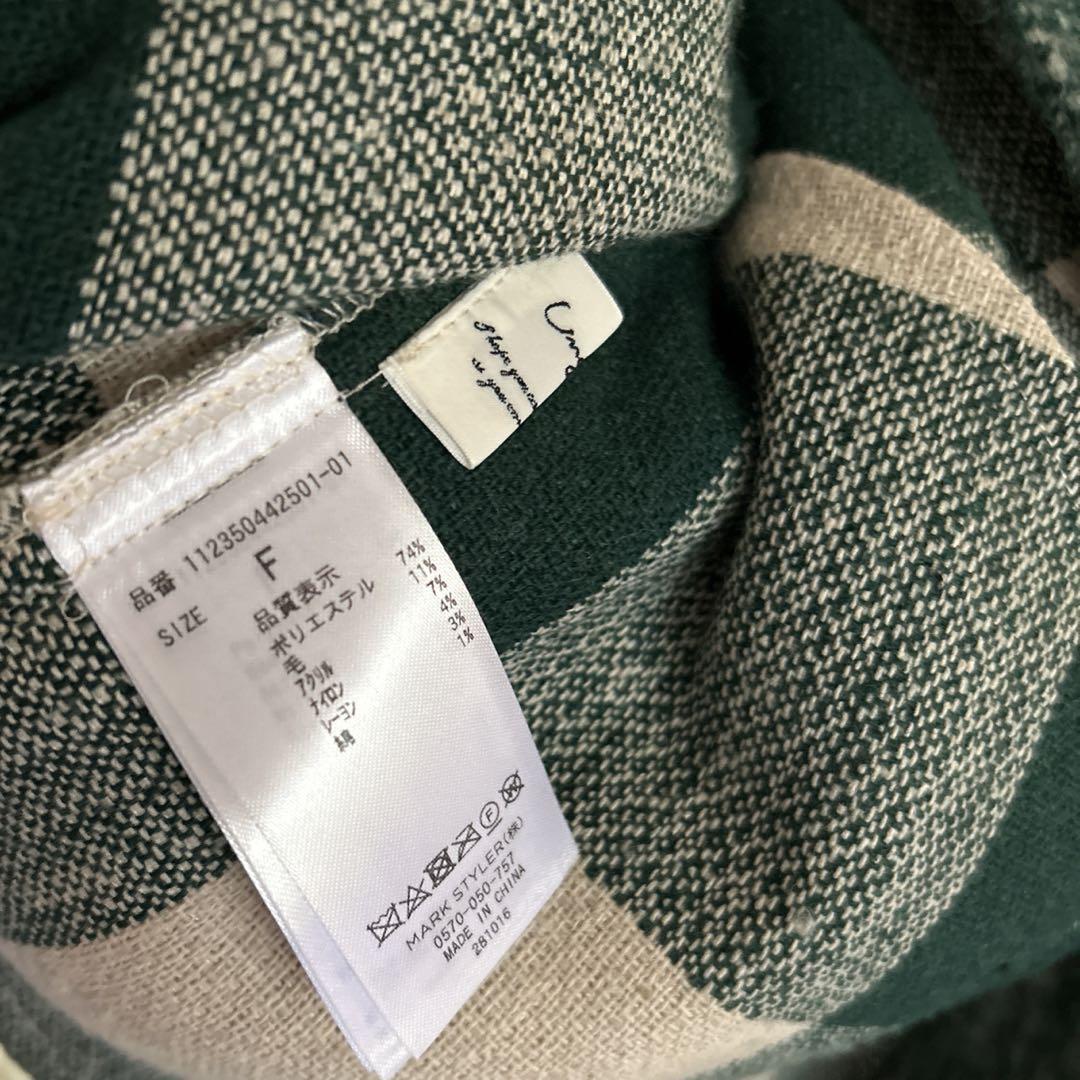 品番 112350442501-01
SIZE F
品質表示
ポリエステル 74%
毛 11%
アクリル 7%
ナイロン 4%
レーヨン 3%
綿 1%
F W
MARK STYLER(株)
0570-050-757
MADE IN CHINA
281016